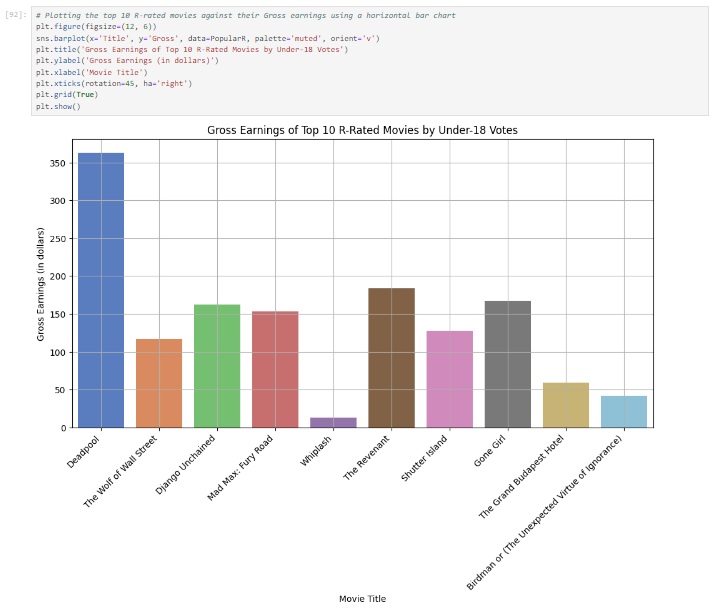 [92]:
# Plotting the top 10 R-rated movies against their Gross earnings using a horizontal bar chart
plt.figure(figsize=(12, 6))
sns.barplot(x='Title', y='Gross', data=PopularR, palette='muted', orient='v')
plt.title('Gross Earnings of Top 10 R-Rated Movies by Under-18 Votes')
plt.ylabel('Gross Earnings (in dollars)')
plt.xlabel('Movie Title')
plt.xticks(rotation=45, ha='right')
plt.grid(True)
plt.show()
Gross Earnings of Top 10 R-Rated Movies by Under-18 Votes
Gross Earnings (in dollars)
350
300
250
200
150
100
50
0
Deadpool
The Wolf of Wall Street
Django Unchained
Mad Max: Fury Road
Whiplash
The Revenant
Shutter Island
Gone Girl
The Grand Budapest Hotel
Birdman or (The Unexpected Virtue of Ignorance)
Movie Title